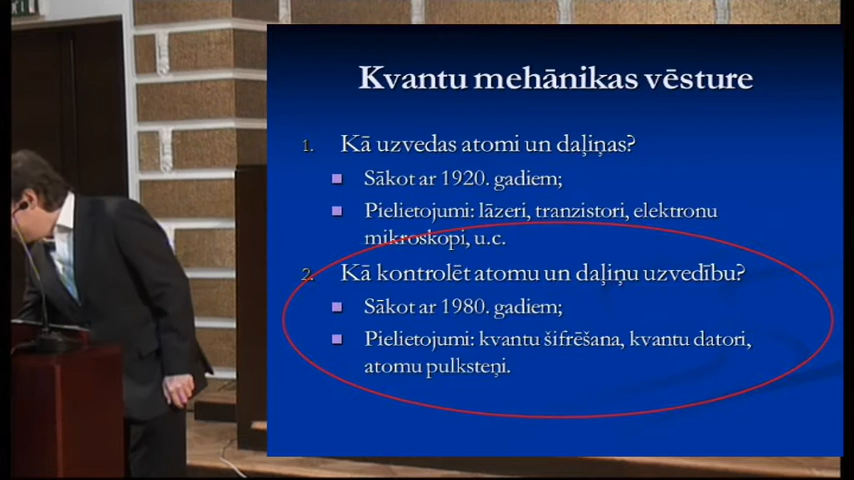 Kvantu mehānikas vēsture
1. Kā uzvedas atomi un daļiņas?
Sākot ar 1920. gadiem;
Pielietojumi: lāzeri, tranzistori, elektronu
mikroskopi, u.c.
2. Kā kontrolēt atomu un daļiņu uzvedību?
Sākot ar 1980. gadiem;
Pielietojumi: kvantu šifrēšana, kvantu datori,
atomu pulksteņi.